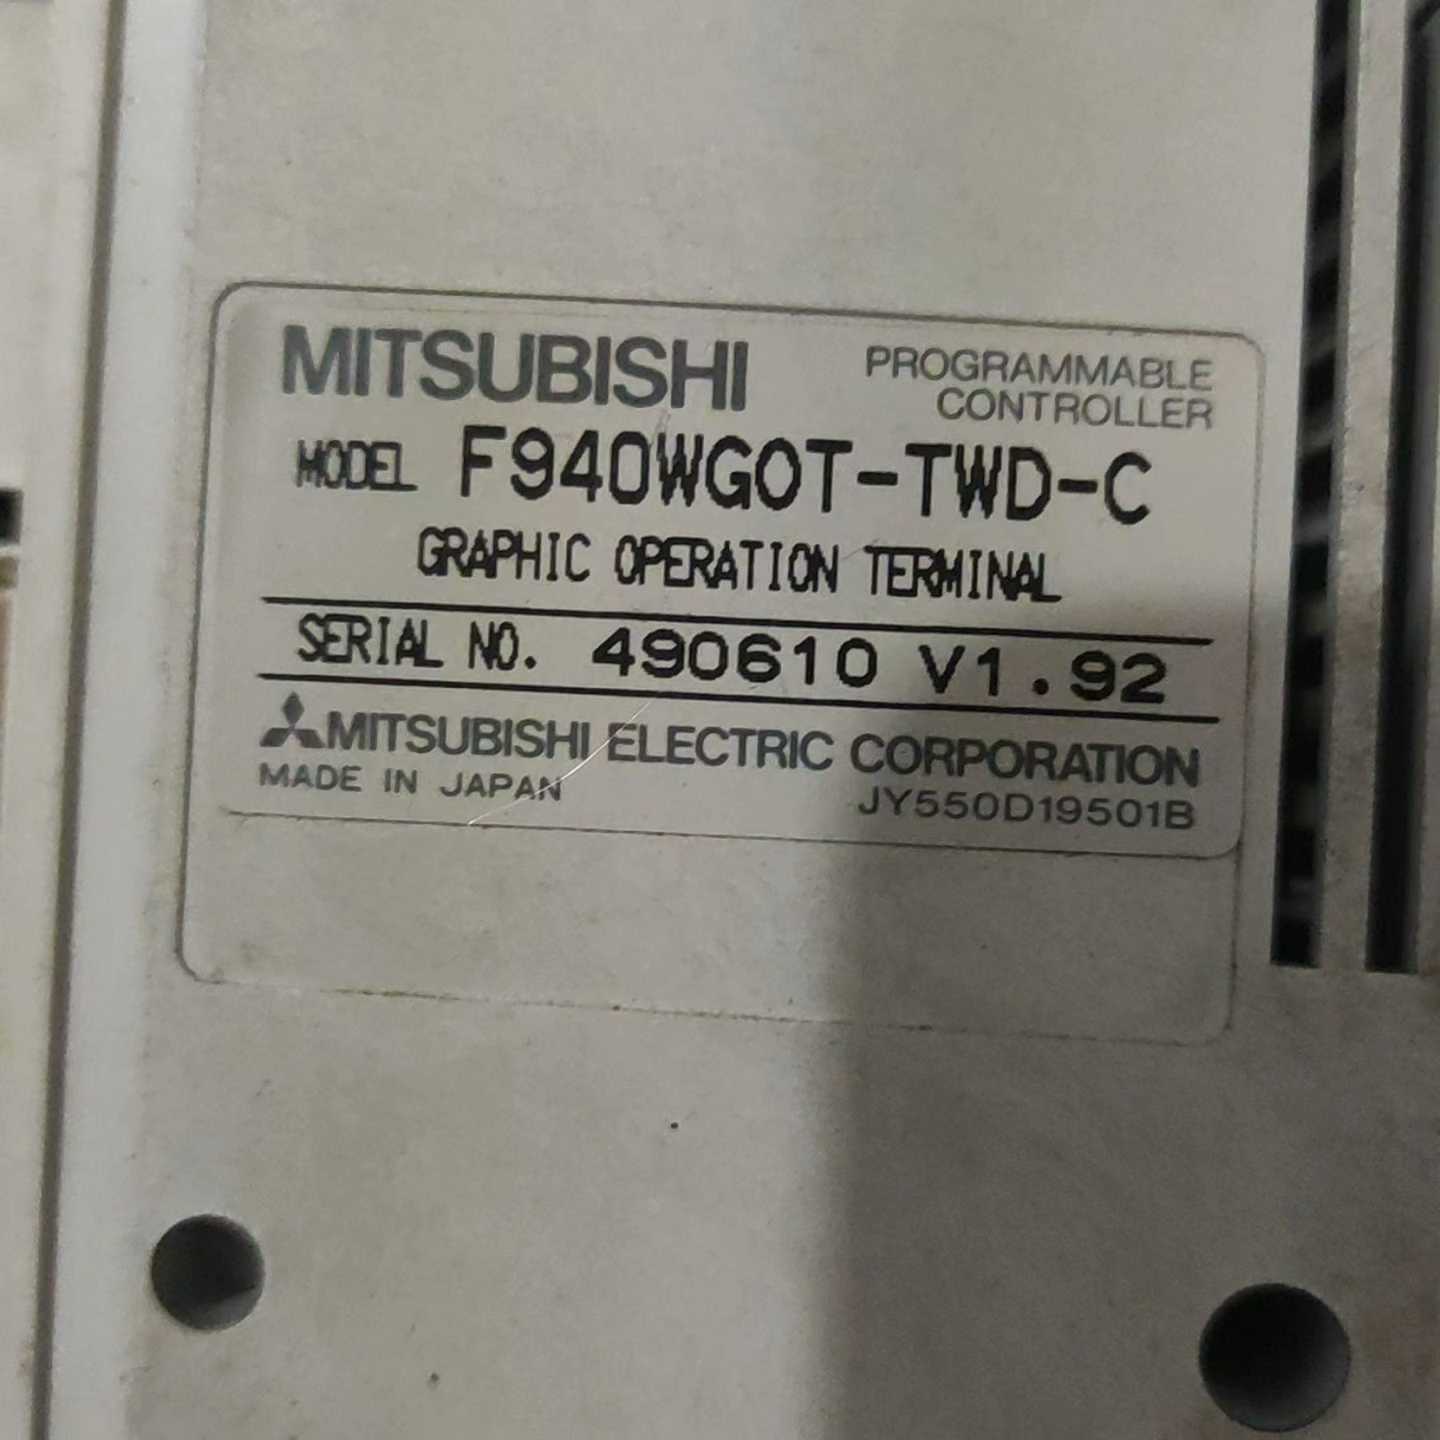 MITSUBISHI PROGRAMMABLE
CONTROLLER
MODEL F940WGOT-TWD-C
GRAPHIC OPERATION TERMINAL
SERIAL NO. 490610 V1.92
MITSUBISHI ELECTRIC CORPORATION
MADE IN JAPAN JY550D19501B